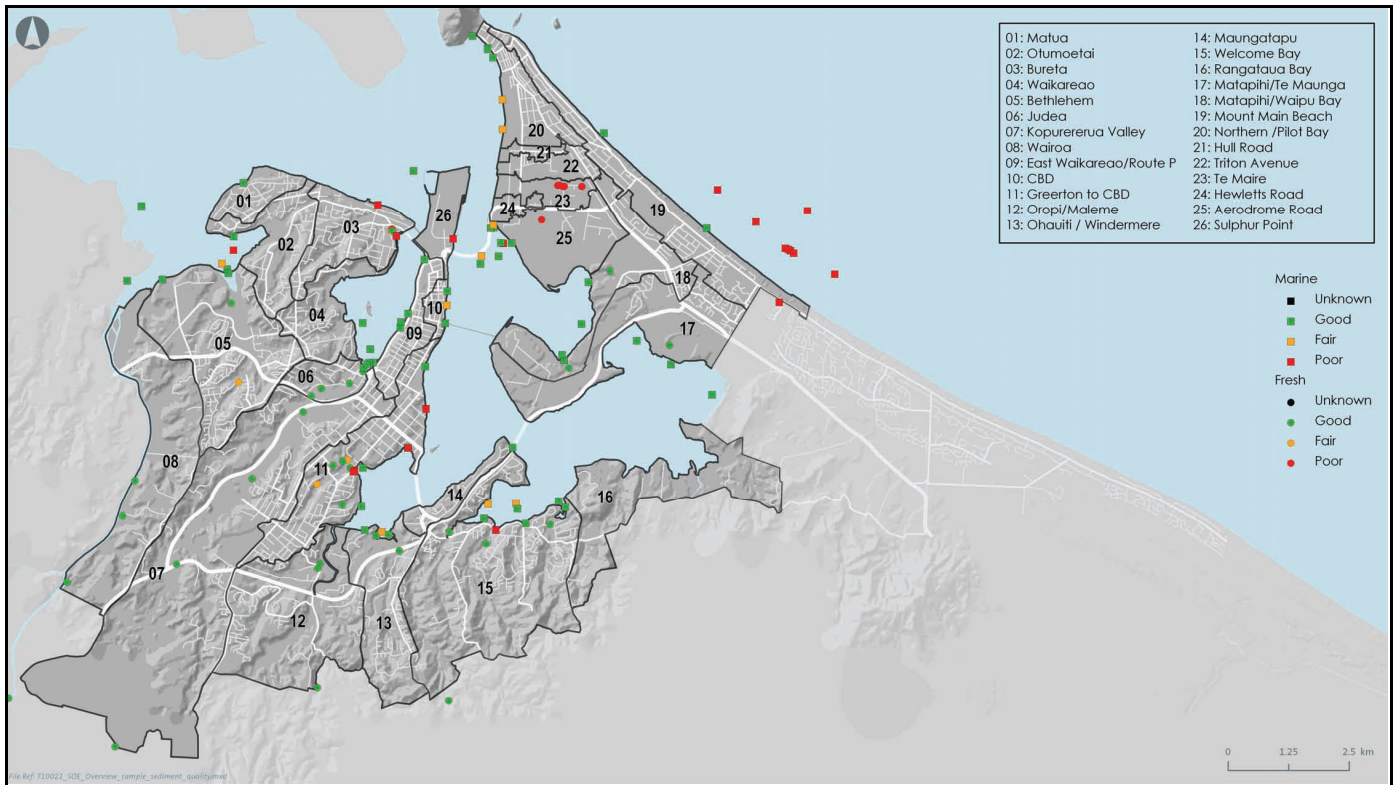 01: Matua
02: Otumoetai
03: Bureta
04: Waikareao
05: Bethlehem
06: Judea
07: Kopurererua Valley
08: Wairoa
09: East Waikareao/Route P
10: CBD
11: Greerton to CBD
12: Oropi/Maleme
13: Ohauiti / Windermere
14: Maungatapu
15: Welcome Bay
16: Rangataua Bay
17: Matapihi/Te Maunga
18: Matapihi/Waipu Bay
19: Mount Main Beach
20: Northern /Pilot Bay
21: Hull Road
22: Triton Avenue
23: Te Maire
24: Hewletts Road
25: Aerodrome Road
26: Sulphur Point
Marine
Unknown
Good
Fair
Poor
Fresh
Unknown
Good
Fair
Poor
20
21
22
23
24
25
26
19
18
17
01
02
03
04
05
06
09
10
08
11
07
12
13
14
15
16
0 1.25 2.5 km
File Ref: T10021_SOE_Overview_sample_sediment_quality.mxd